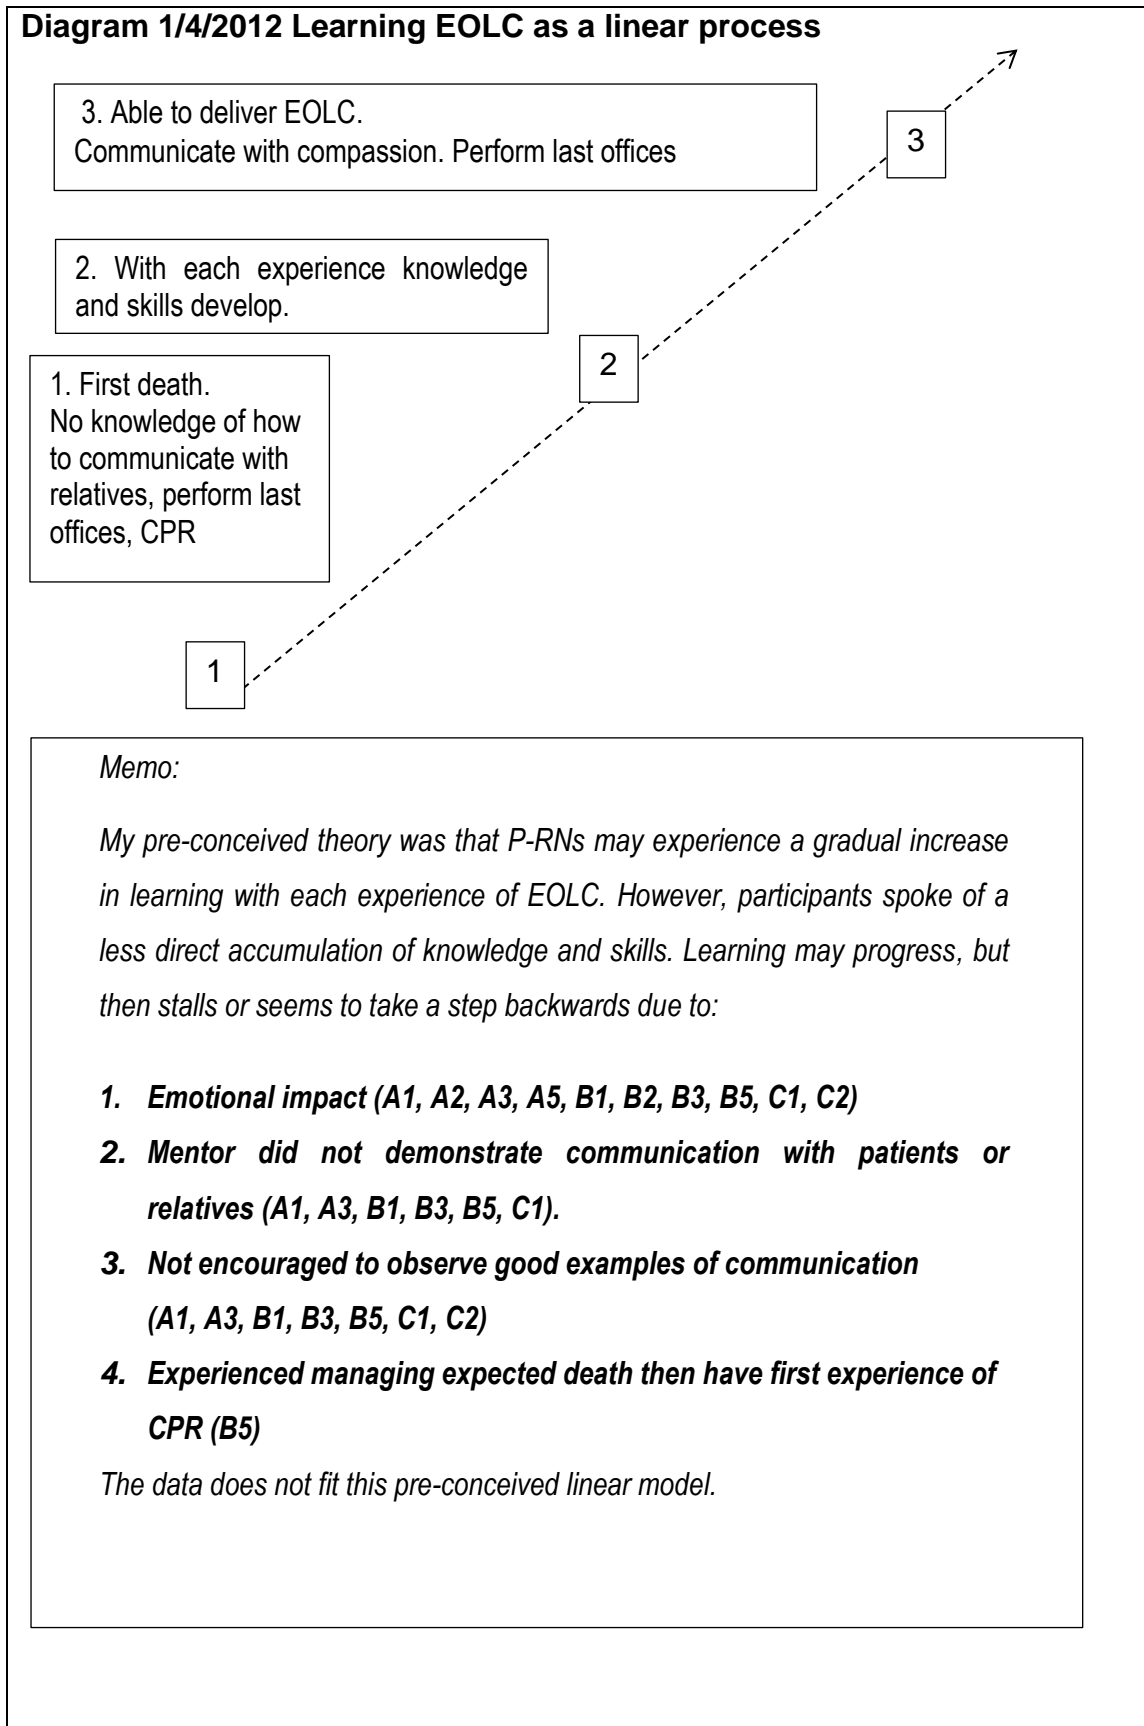 Diagram 1/4/2012 Learning EOLC as a linear process
3. Able to deliver EOLC.
Communicate with compassion. Perform last offices
3
2. With each experience knowledge
and skills develop.
2
1. First death.
No knowledge of how
to communicate with
relatives, perform last
offices, CPR
1
Memo:
My pre-conceived theory was that P-RNs may experience a gradual increase
in learning with each experience of EOLC. However, participants spoke of a
less direct accumulation of knowledge and skills. Learning may progress, but
then stalls or seems to take a step backwards due to:
1. Emotional impact (A1, A2, A3, A5, B1, B2, B3, B5, C1, C2)
2. Mentor did not demonstrate communication with patients or
relatives (A1, A3, B1, B3, B5, C1).
3. Not encouraged to observe good examples of communication
(A1, A3, B1, B3, B5, C1, C2)
4. Experienced managing expected death then have first experience of
CPR (B5)
The data does not fit this pre-conceived linear model.